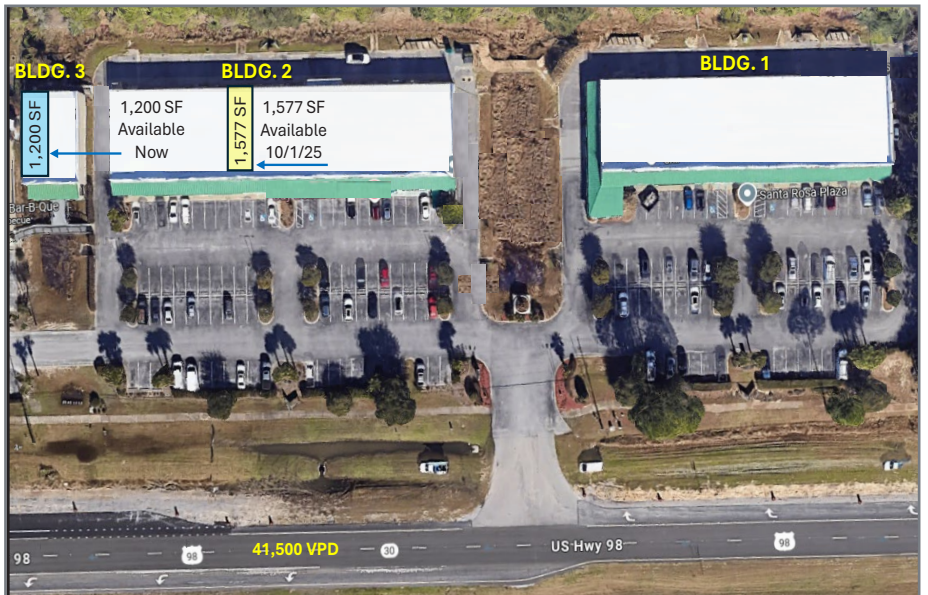 BLDG. 3
BLDG. 2
BLDG. 1
1,200 SF
1,200 SF
Available
Now
1,577 SF
1,577 SF
Available
10/1/25
Bar-B-Que
ecue
Santa Rosa Plaza
98
98
41,500 VPD
30
US Hwy 98
98